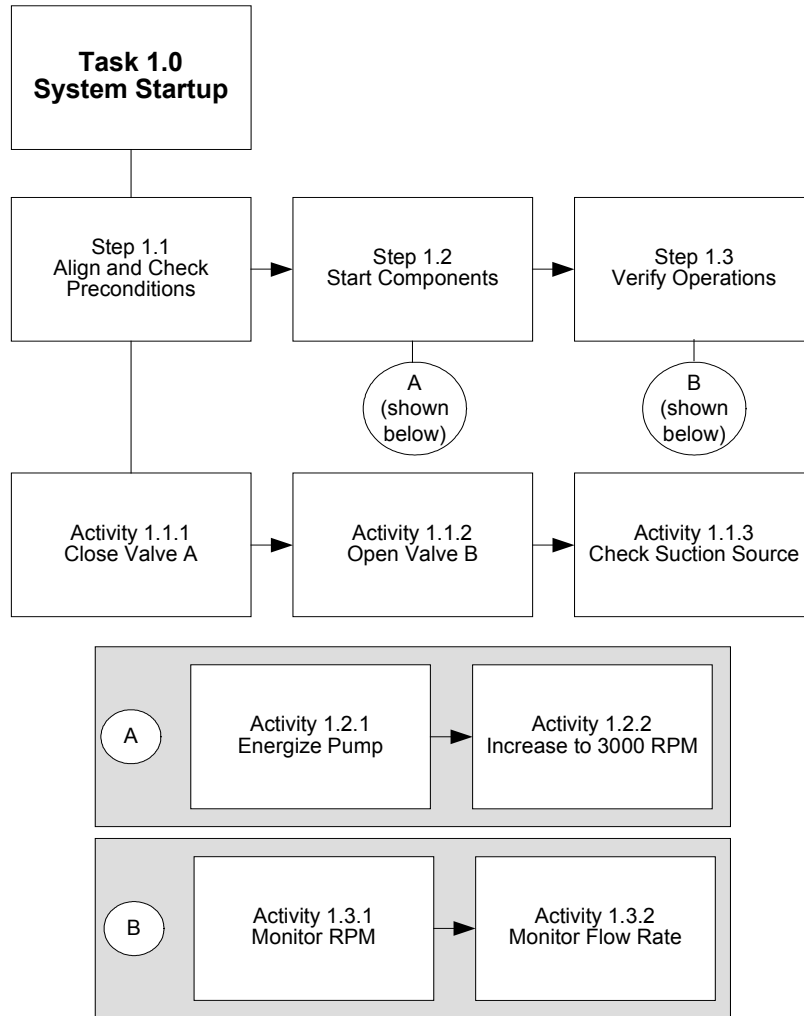 Task 1.0
System Startup
Step 1.1
Align and Check
Preconditions
Step 1.2
Start Components
Step 1.3
Verify Operations
A
(shown
below)
B
(shown
below)
Activity 1.1.1
Close Valve A
Activity 1.1.2
Open Valve B
Activity 1.1.3
Check Suction Source
A
Activity 1.2.1
Energize Pump
Activity 1.2.2
Increase to 3000 RPM
B
Activity 1.3.1
Monitor RPM
Activity 1.3.2
Monitor Flow Rate